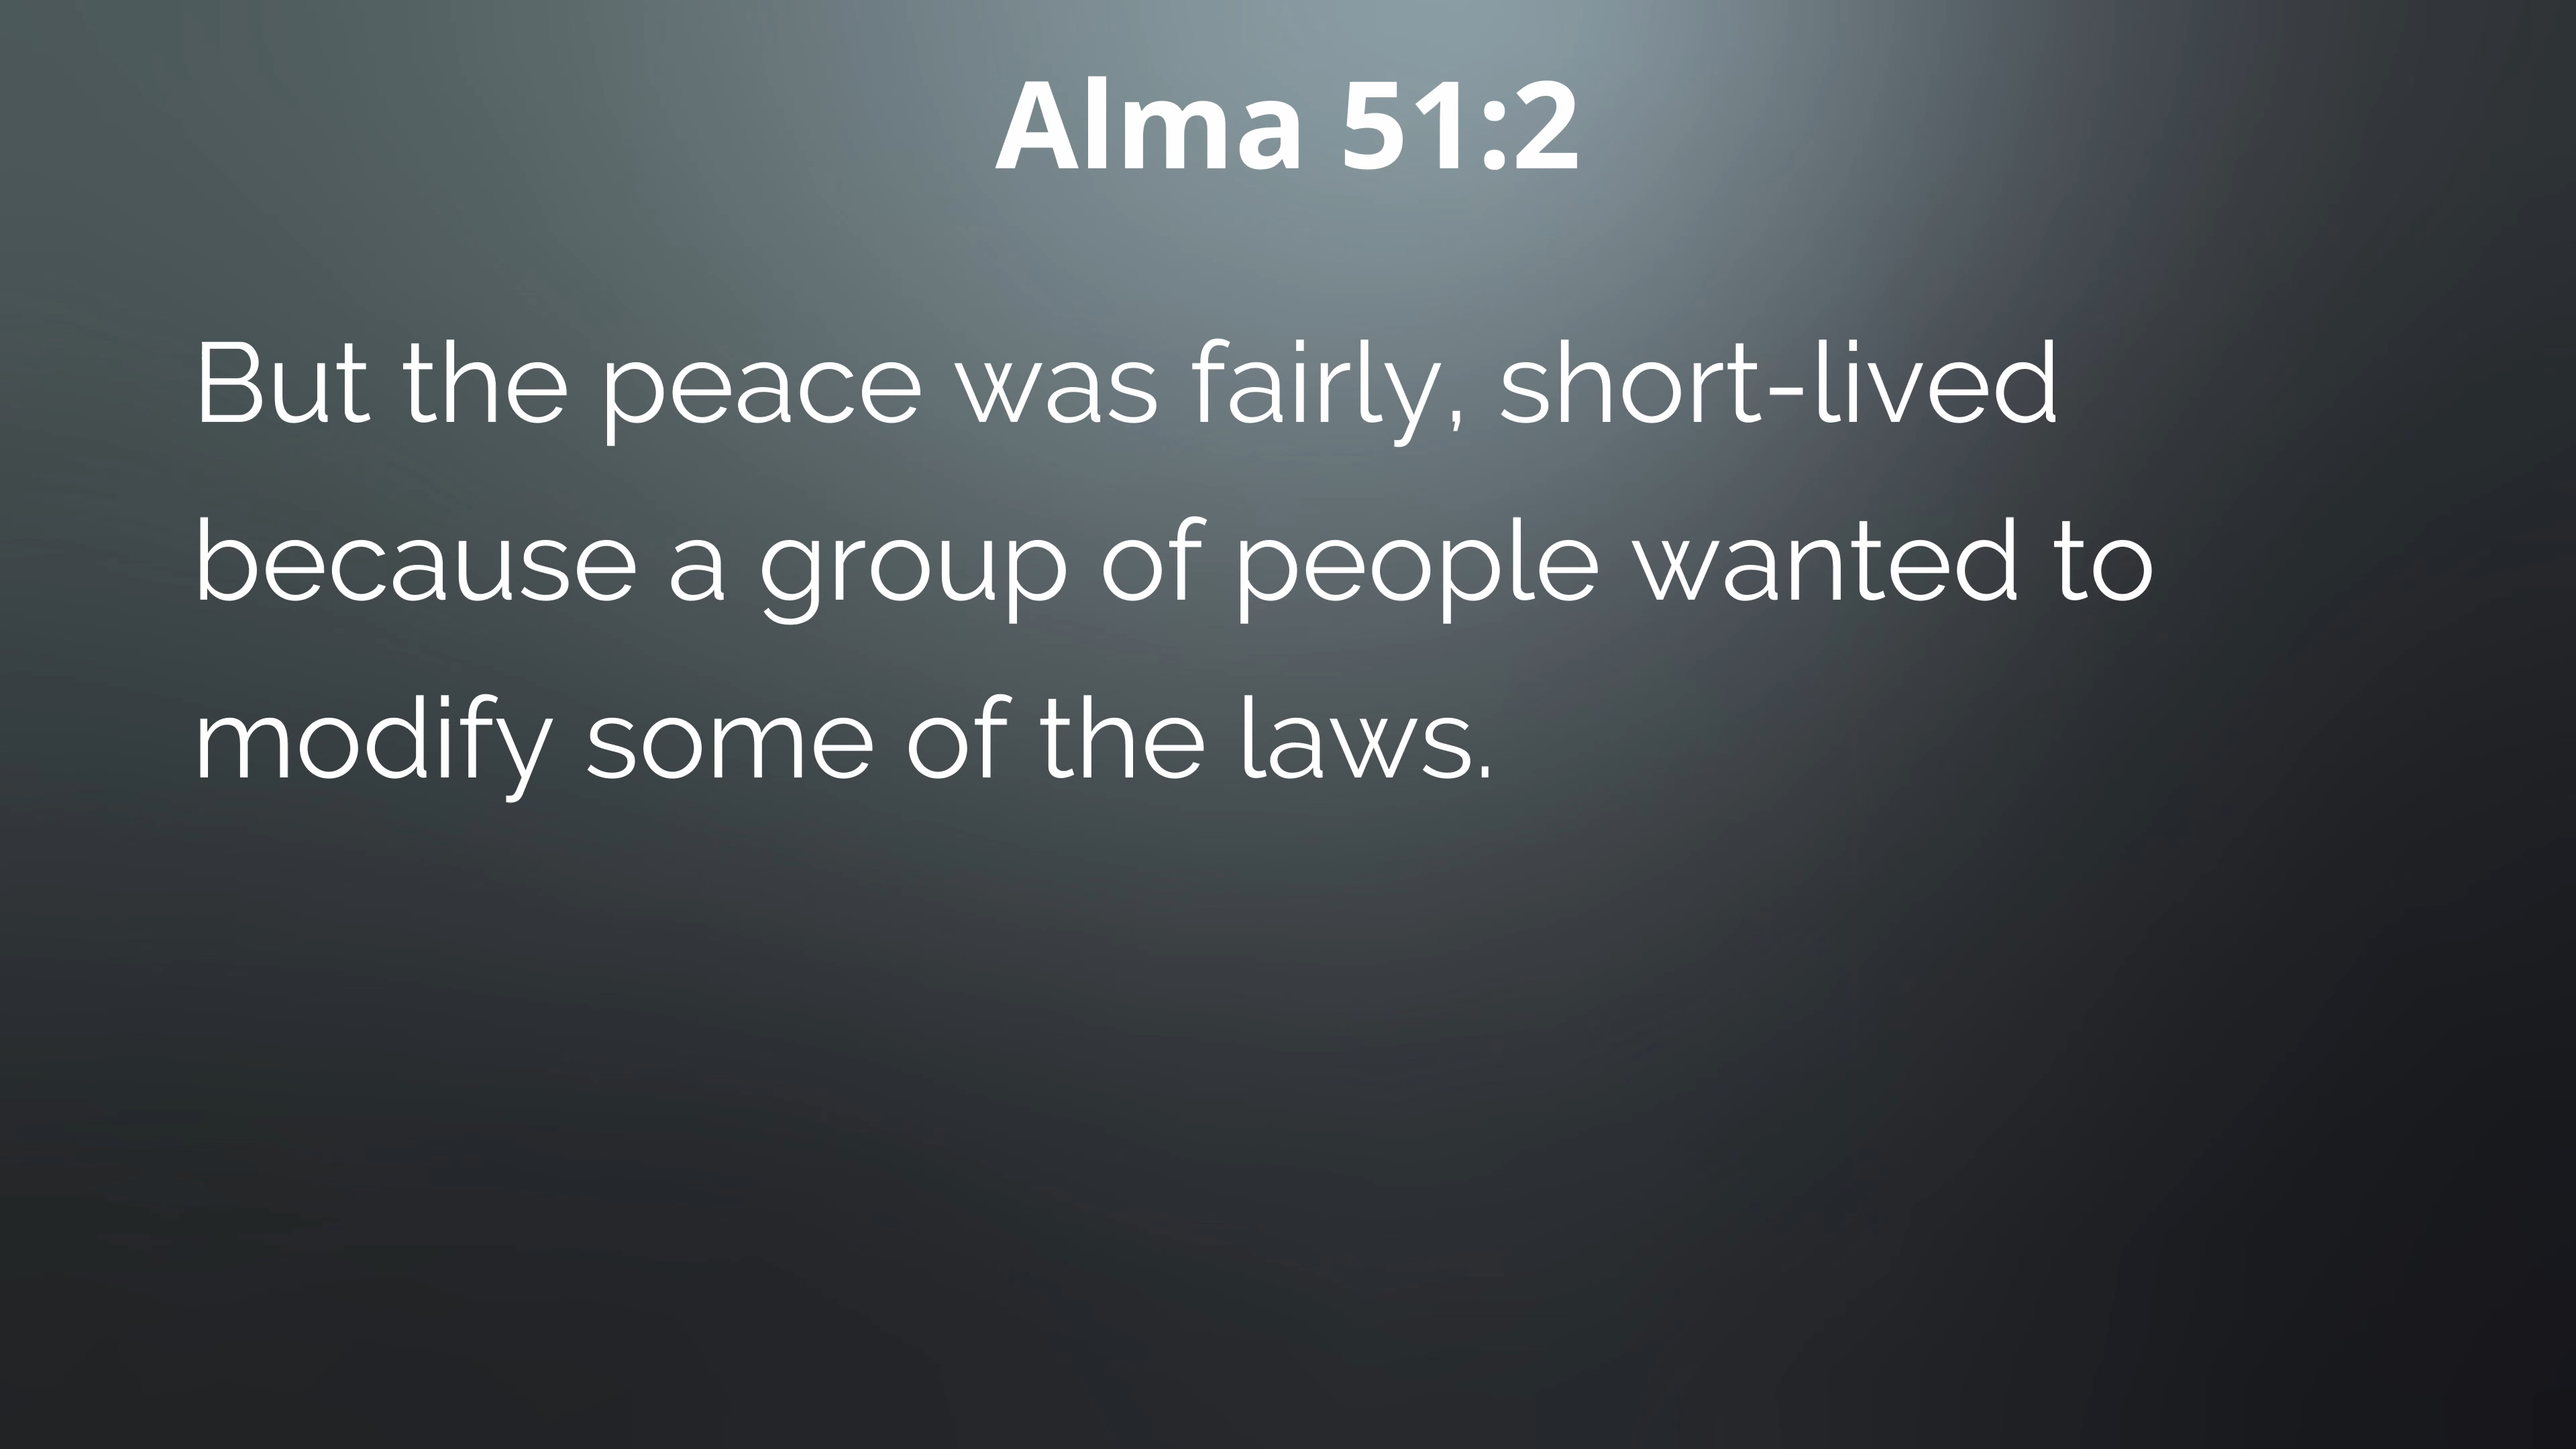 Alma 51:2
But the peace was fairly, short-lived
because a group of people wanted to
modify some of the laws.